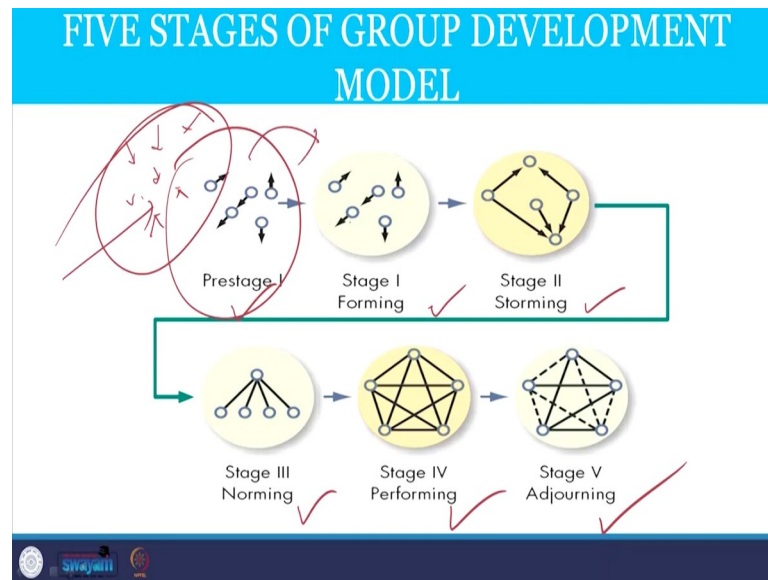 FIVE STAGES OF GROUP DEVELOPMENT
MODEL
Prestage I
Stage I
Forming
Stage II
Storming
Stage III
Norming
Stage IV
Performing
Stage V
Adjourning
swayam